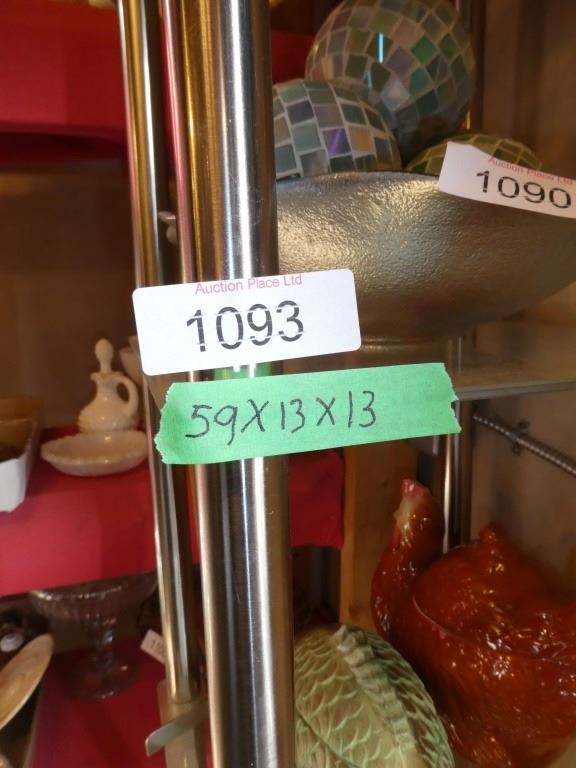 Auction Place Ltd
1090
Auction Place Ltd
1093
59X13X13